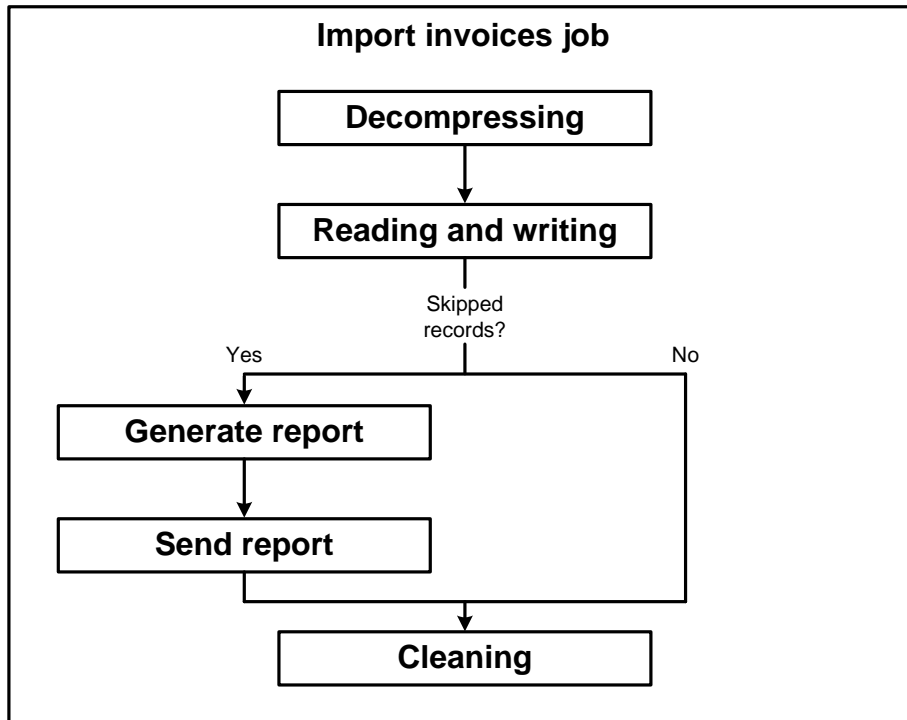 Import invoices job
Decompressing
Reading and writing
Skipped
records?
Yes
No
Generate report
Send report
Cleaning